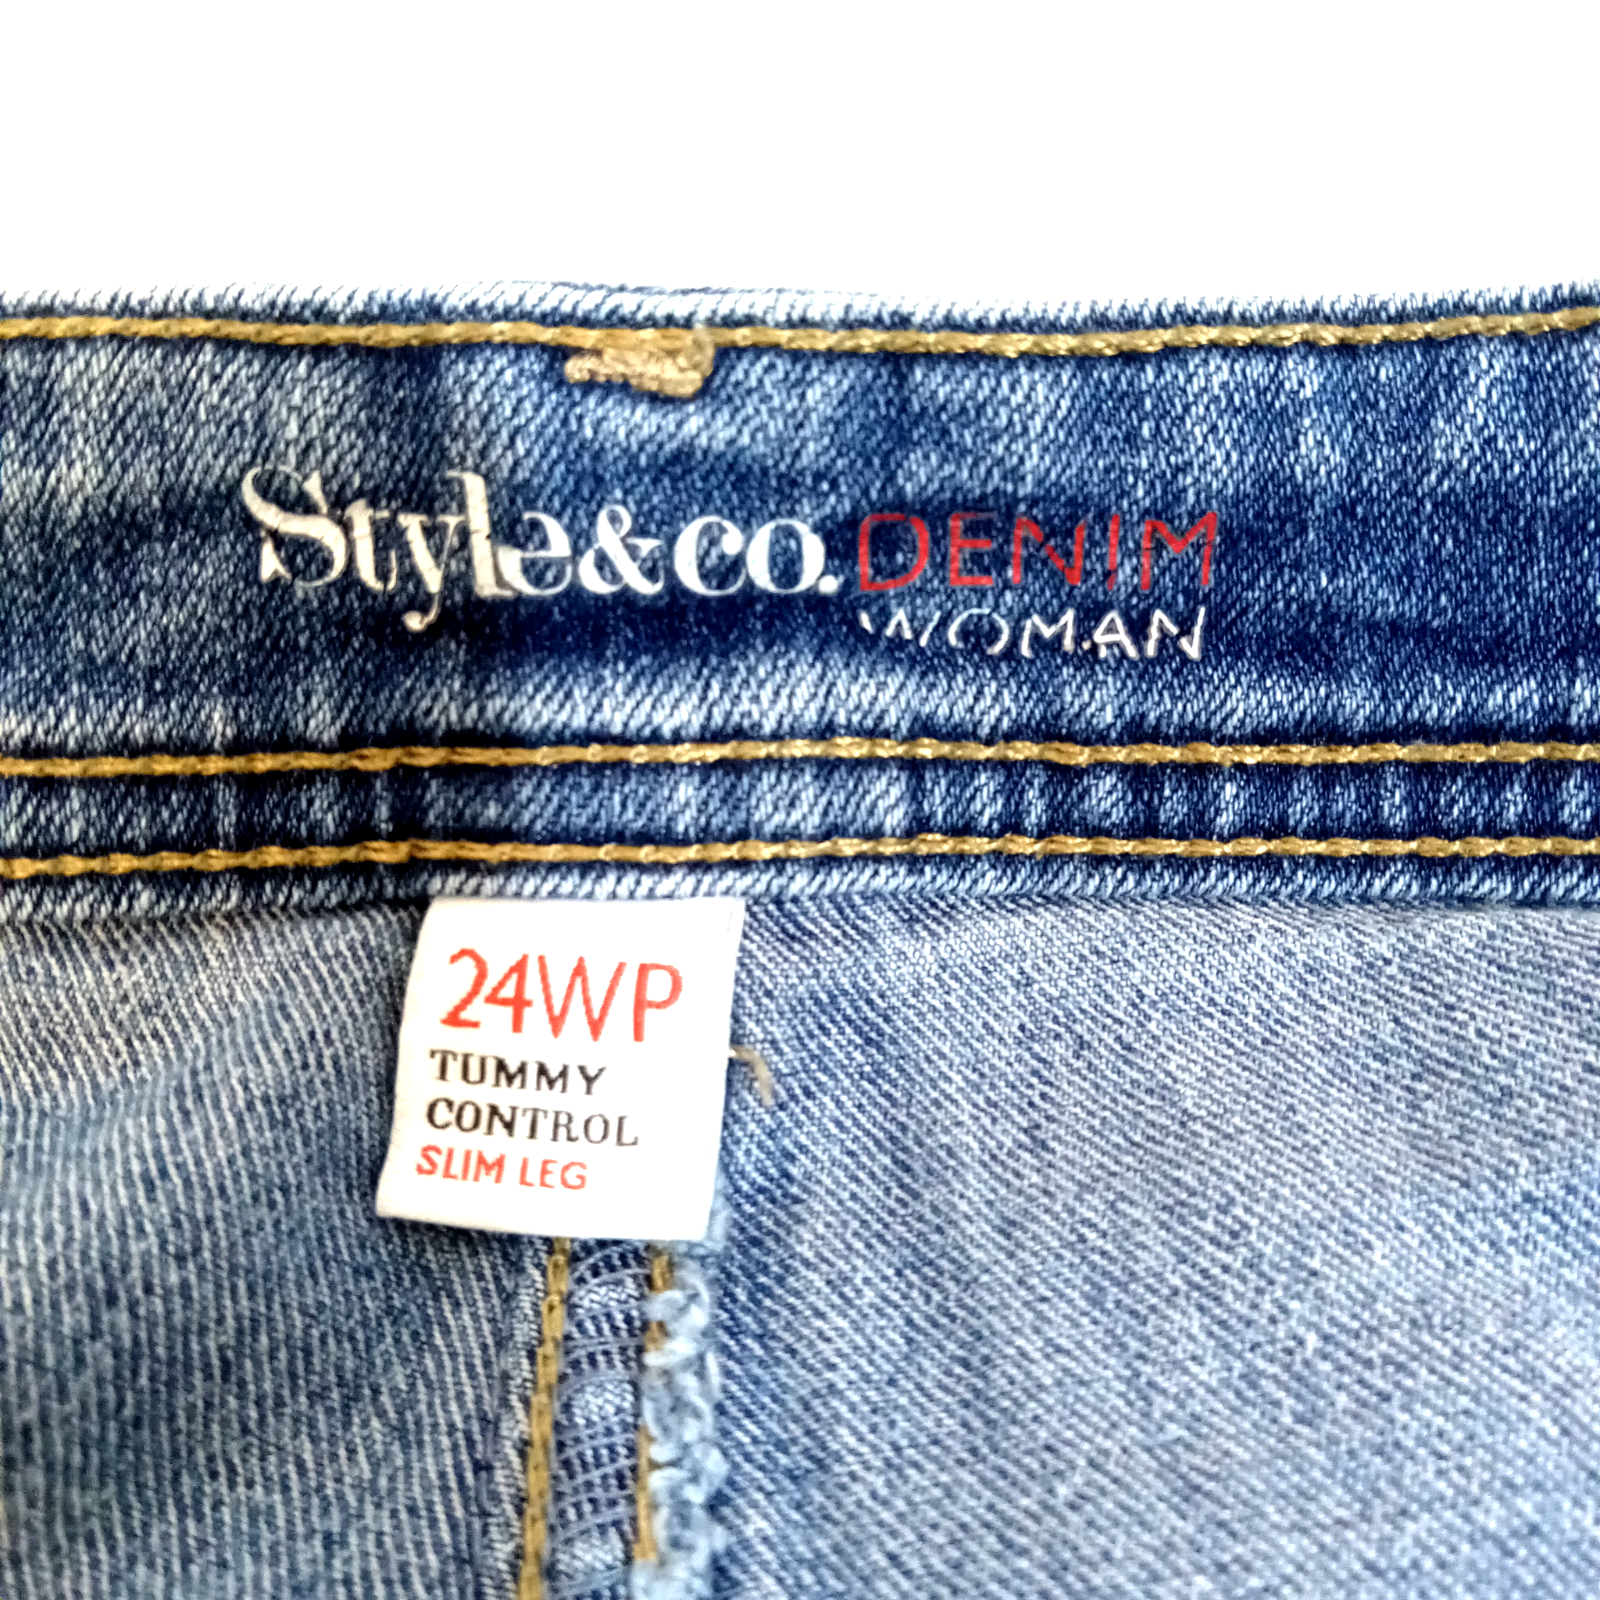 Style&co. DENIM
WOMAN
24WP
TUMMY
CONTROL
SLIM LEG